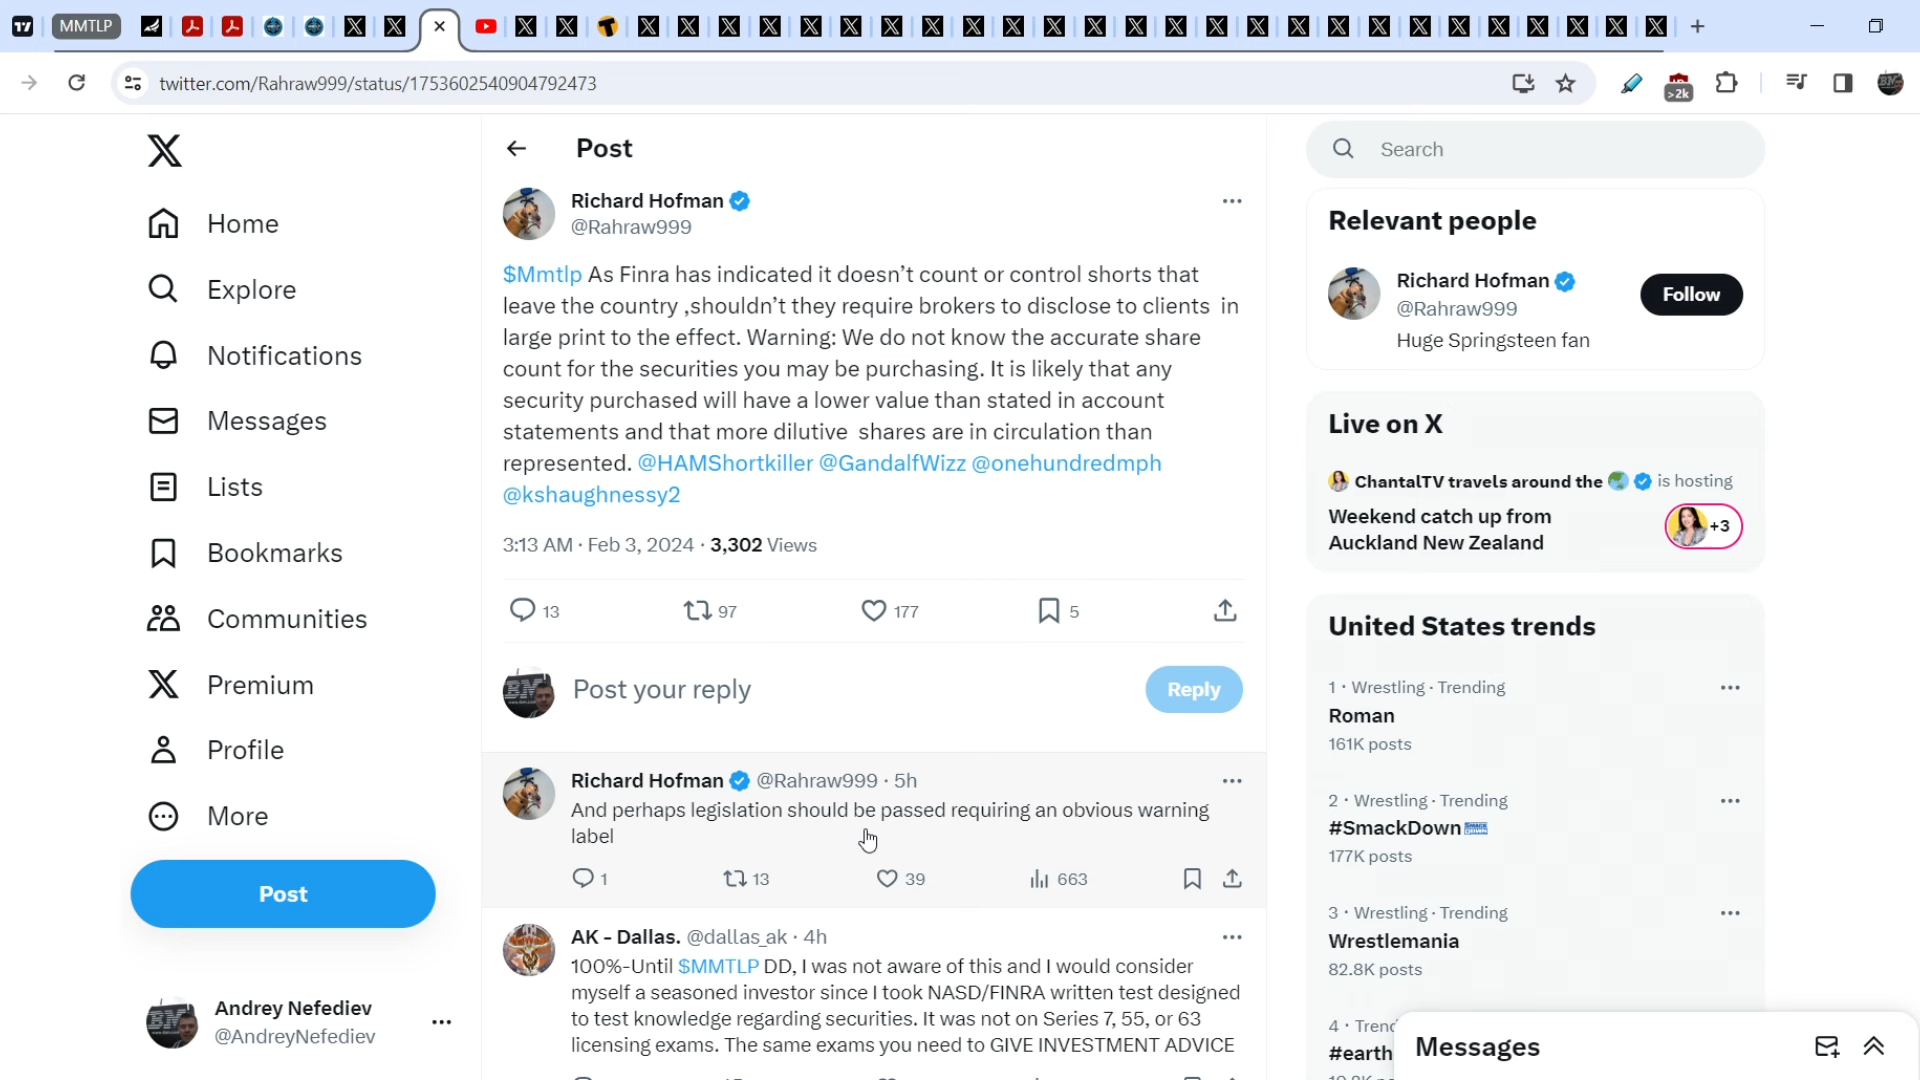 MMTLP
twitter.com/Rahraw999/status/1753602540904792473
>2k
Home
Explore
Notifications
Messages
Lists
Bookmarks
Communities
Premium
Profile
More
Post
Andrey Nefediev
@AndreyNefediev
Post
Richard Hofman
@Rahraw999
$Mmtlp As Finra has indicated it doesn’t count or control shorts that
leave the country ,shouldn’t they require brokers to disclose to clients in
large print to the effect. Warning: We do not know the accurate share
count for the securities you may be purchasing. It is likely that any
security purchased will have a lower value than stated in account
statements and that more dilutive shares are in circulation than
represented. @HAMShortkiller @GandalfWizz @onehundredmph
@kshaughnessy2
3:13 AM · Feb 3, 2024 · 3,302 Views
13 97 177 5
Post your reply
Reply
Richard Hofman @Rahraw999 · 5h
And perhaps legislation should be passed requiring an obvious warning
label
1 13 39 663
AK - Dallas. @dallas_ak · 4h
100%-Until $MMTLP DD, I was not aware of this and I would consider
myself a seasoned investor since I took NASD/FINRA written test designed
to test knowledge regarding securities. It was not on Series 7, 55, or 63
licensing exams. The same exams you need to GIVE INVESTMENT ADVICE
Search
Relevant people
Richard Hofman
@Rahraw999
Follow
Huge Springsteen fan
Live on X
ChantalTV travels around the is hosting
Weekend catch up from
Auckland New Zealand
+3
United States trends
1 · Wrestling · Trending
Roman
161K posts
2 · Wrestling · Trending
#SmackDown
177K posts
3 · Wrestling · Trending
Wrestlemania
82.8K posts
4 · Trend
#earth
Messages